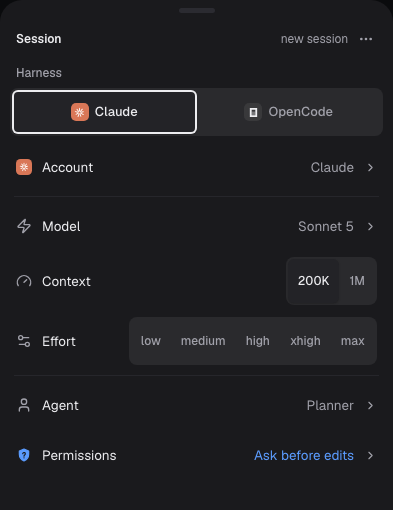 Session new session ...
Harness
Claude OpenCode
Account Claude
Model Sonnet 5
Context 200K 1M
Effort low medium high xhigh max
Agent Planner
Permissions Ask before edits